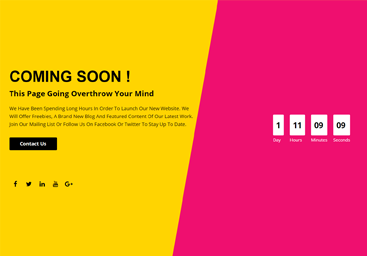 COMING SOON !
This Page Going Overthrow Your Mind
We Have Been Spending Long Hours In Order To Launch Our New Website. We
Will Offer Freebies, A Brand New Blog And Featured Content Of Our Latest Work.
Join Our Mailing List Or Follow Us On Facebook Or Twitter To Stay Up To Date.
Contact Us
1 11 09 09
Day Hours Minutes Seconds